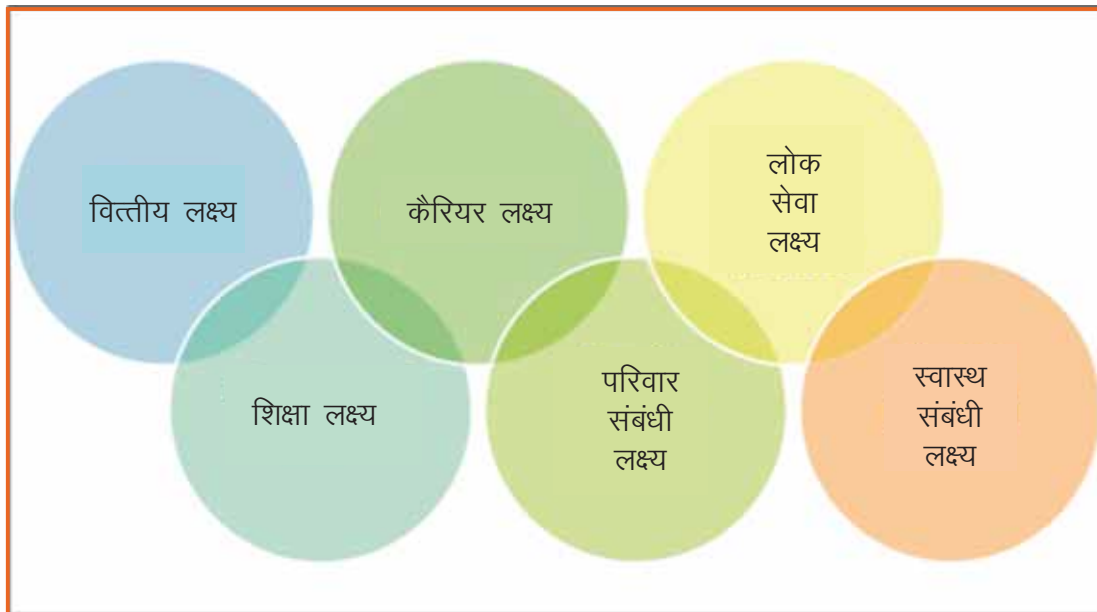 वित्तीय लक्ष्य
कैरियर लक्ष्य
लोक
सेवा
लक्ष्य
शिक्षा लक्ष्य
परिवार
संबंधी
लक्ष्य
स्वास्थ
संबंधी
लक्ष्य